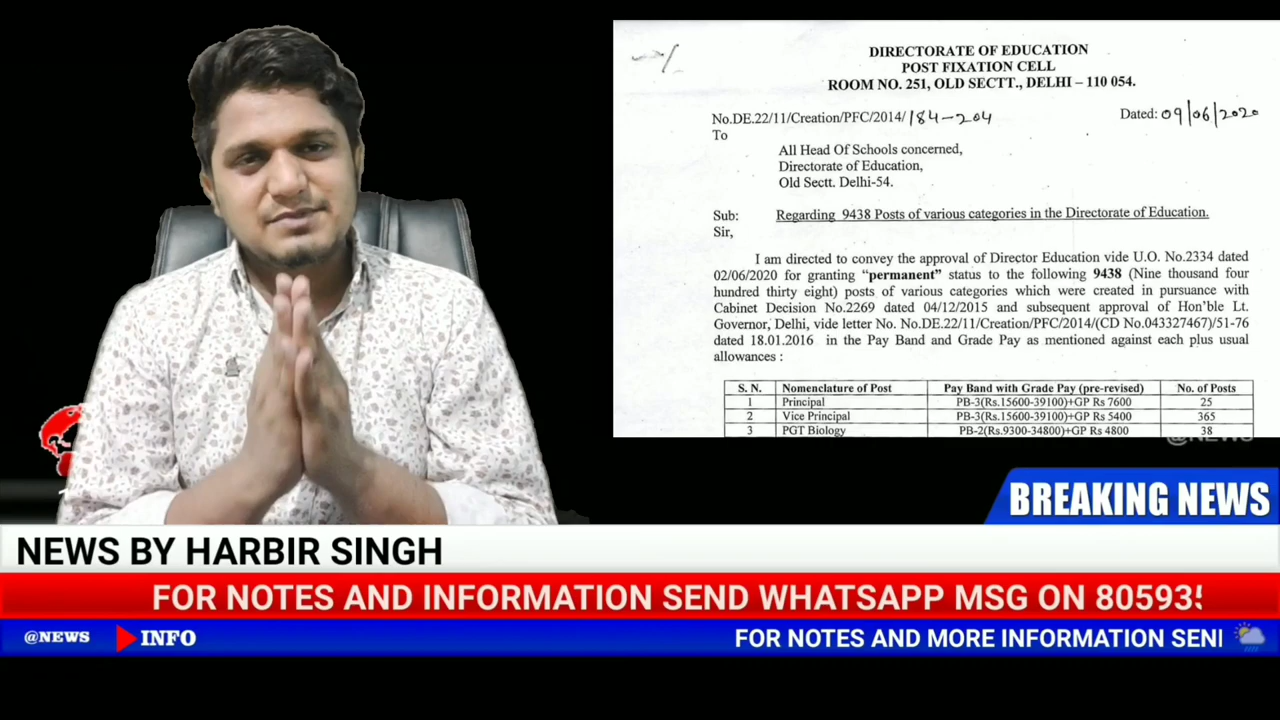 DIRECTORATE OF EDUCATION
POST FIXATION CELL
ROOM NO. 251, OLD SECTT., DELHI – 110 054.
No.DE.22/11/Creation/PFC/2014/ 184-204
Dated: 09/06/2020
To
All Head Of Schools concerned,
Directorate of Education,
Old Sectt. Delhi-54.
Sub: Regarding 9438 Posts of various categories in the Directorate of Education.
Sir,
I am directed to convey the approval of Director Education vide U.O. No.2334 dated
02/06/2020 for granting “permanent” status to the following 9438 (Nine thousand four
hundred thirty eight) posts of various categories which were created in pursuance with
Cabinet Decision No.2269 dated 04/12/2015 and subsequent approval of Hon'ble Lt.
Governor, Delhi, vide letter No. No.DE.22/11/Creation/PFC/2014/(CD No.043327467)/51-76
dated 18.01.2016 in the Pay Band and Grade Pay as mentioned against each plus usual
allowances :
S. N. Nomenclature of Post Pay Band with Grade Pay (pre-revised) No. of Posts
1 Principal PB-3(Rs.15600-39100)+GP Rs 7600 25
2 Vice Principal PB-3(Rs.15600-39100)+GP Rs 5400 365
3 PGT Biology PB-2(Rs.9300-34800)+GP Rs 4800 38
@NEWS
BREAKING NEWS
NEWS BY HARBIR SINGH
FOR NOTES AND INFORMATION SEND WHATSAPP MSG ON 80593
@NEWS INFO FOR NOTES AND MORE INFORMATION SEN